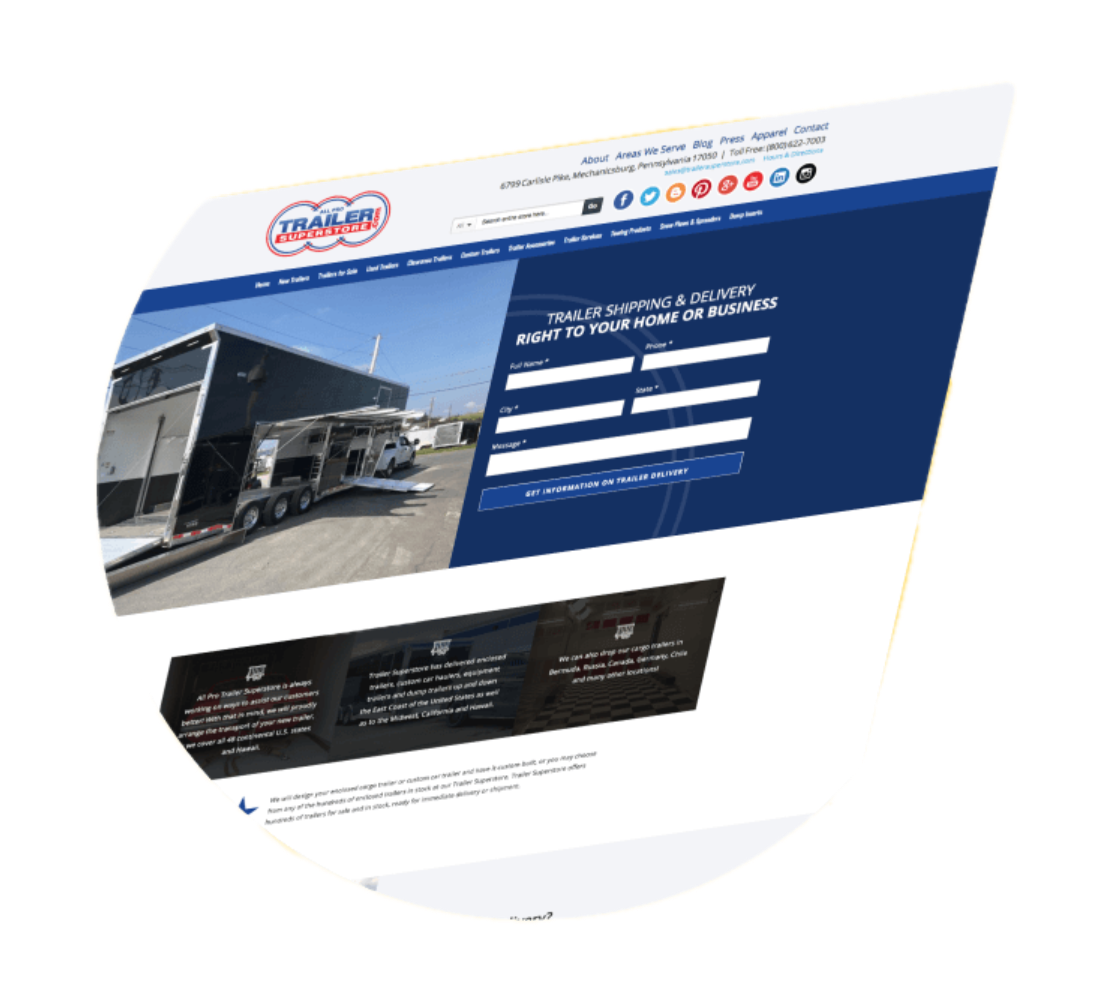 About Areas We Serve Blog Press Apparel Contact
6799 Carlisle Pike, Mechanicsburg, Pennsylvania 17050 | Toll Free: (800) 622-7003
sales@trailersuperstore.com Hours & Directions
ALL PRO
TRAILER
SUPERSTORE
.COM
All
Search entire store here...
Go
Home New Trailers Trailers for Sale Used Trailers Clearance Trailers Custom Trailers Trailer Accessories Trailer Services Towing Products Snow Plows & Spreaders Dump Inserts
TRAILER SHIPPING & DELIVERY
RIGHT TO YOUR HOME OR BUSINESS
Full Name * Phone *
City * State *
Message *
GET INFORMATION ON TRAILER DELIVERY
All Pro Trailer Superstore is always
working on ways to assist our customers
better! With that in mind, we will proudly
arrange the transport of your new trailer.
we cover all 48 continental U.S. states
and Hawaii.
Trailer Superstore has delivered enclosed
trailers, custom car haulers, equipment
trailers and dump trailers up and down
the East Coast of the United States as well
as to the Midwest, California and Hawaii.
We can also drop our cargo trailers in
Bermuda, Russia, Canada, Germany, Chile
and many other locations!
We will design your enclosed cargo trailer or custom car trailer and have it custom built, or you may choose
from any of the hundreds of enclosed trailers in stock at our Trailer Superstore. Trailer Superstore offers
hundreds of trailers for sale and in stock, ready for immediate delivery or shipment.